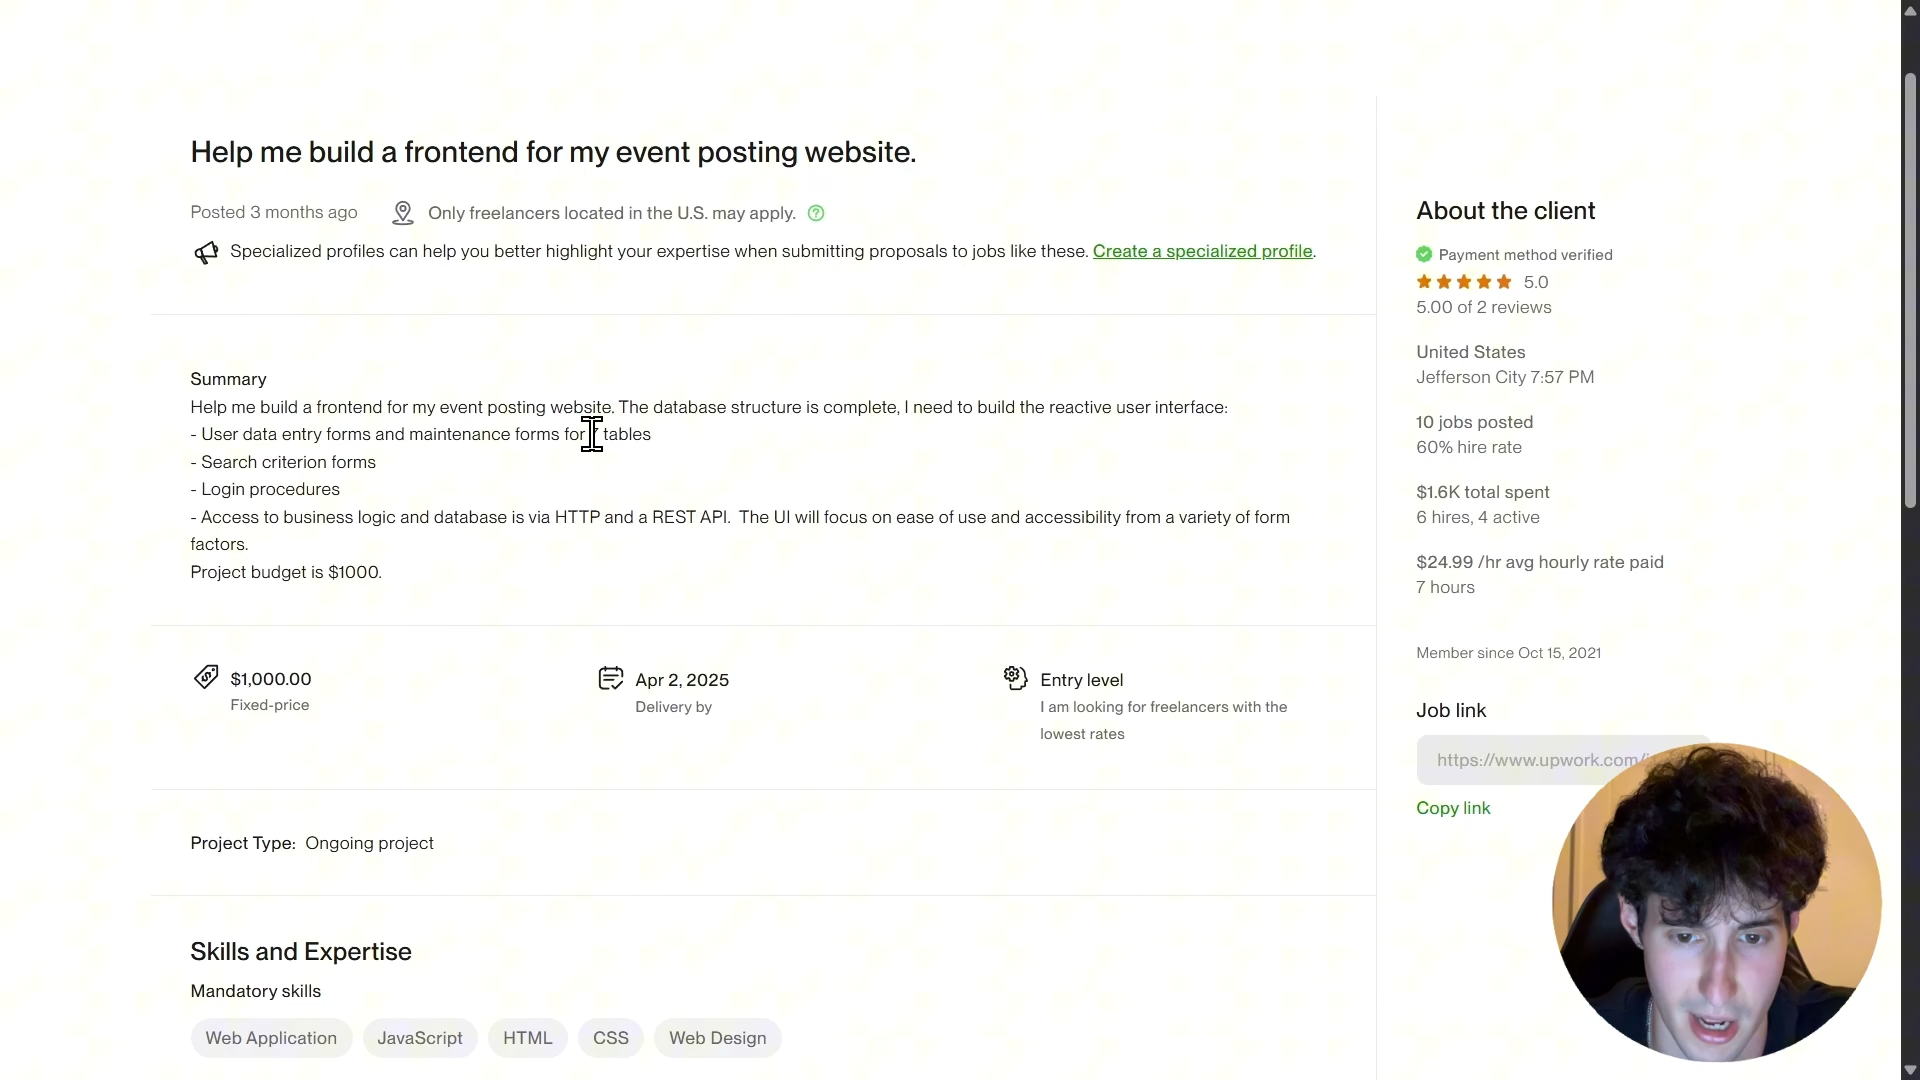 Help me build a frontend for my event posting website.
Posted 3 months ago
Only freelancers located in the U.S. may apply.
Specialized profiles can help you better highlight your expertise when submitting proposals to jobs like these. Create a specialized profile.
Summary
Help me build a frontend for my event posting website. The database structure is complete, I need to build the reactive user interface:
- User data entry forms and maintenance forms for tables
- Search criterion forms
- Login procedures
- Access to business logic and database is via HTTP and a REST API.  The UI will focus on ease of use and accessibility from a variety of form
factors.
Project budget is $1000.
$1,000.00
Fixed-price
Apr 2, 2025
Delivery by
Entry level
I am looking for freelancers with the
lowest rates
Project Type: Ongoing project
Skills and Expertise
Mandatory skills
Web Application
JavaScript
HTML
CSS
Web Design
About the client
Payment method verified
5.0
5.00 of 2 reviews
United States
Jefferson City 7:57 PM
10 jobs posted
60% hire rate
$1.6K total spent
6 hires, 4 active
$24.99 /hr avg hourly rate paid
7 hours
Member since Oct 15, 2021
Job link
https://www.upwork.com/
Copy link